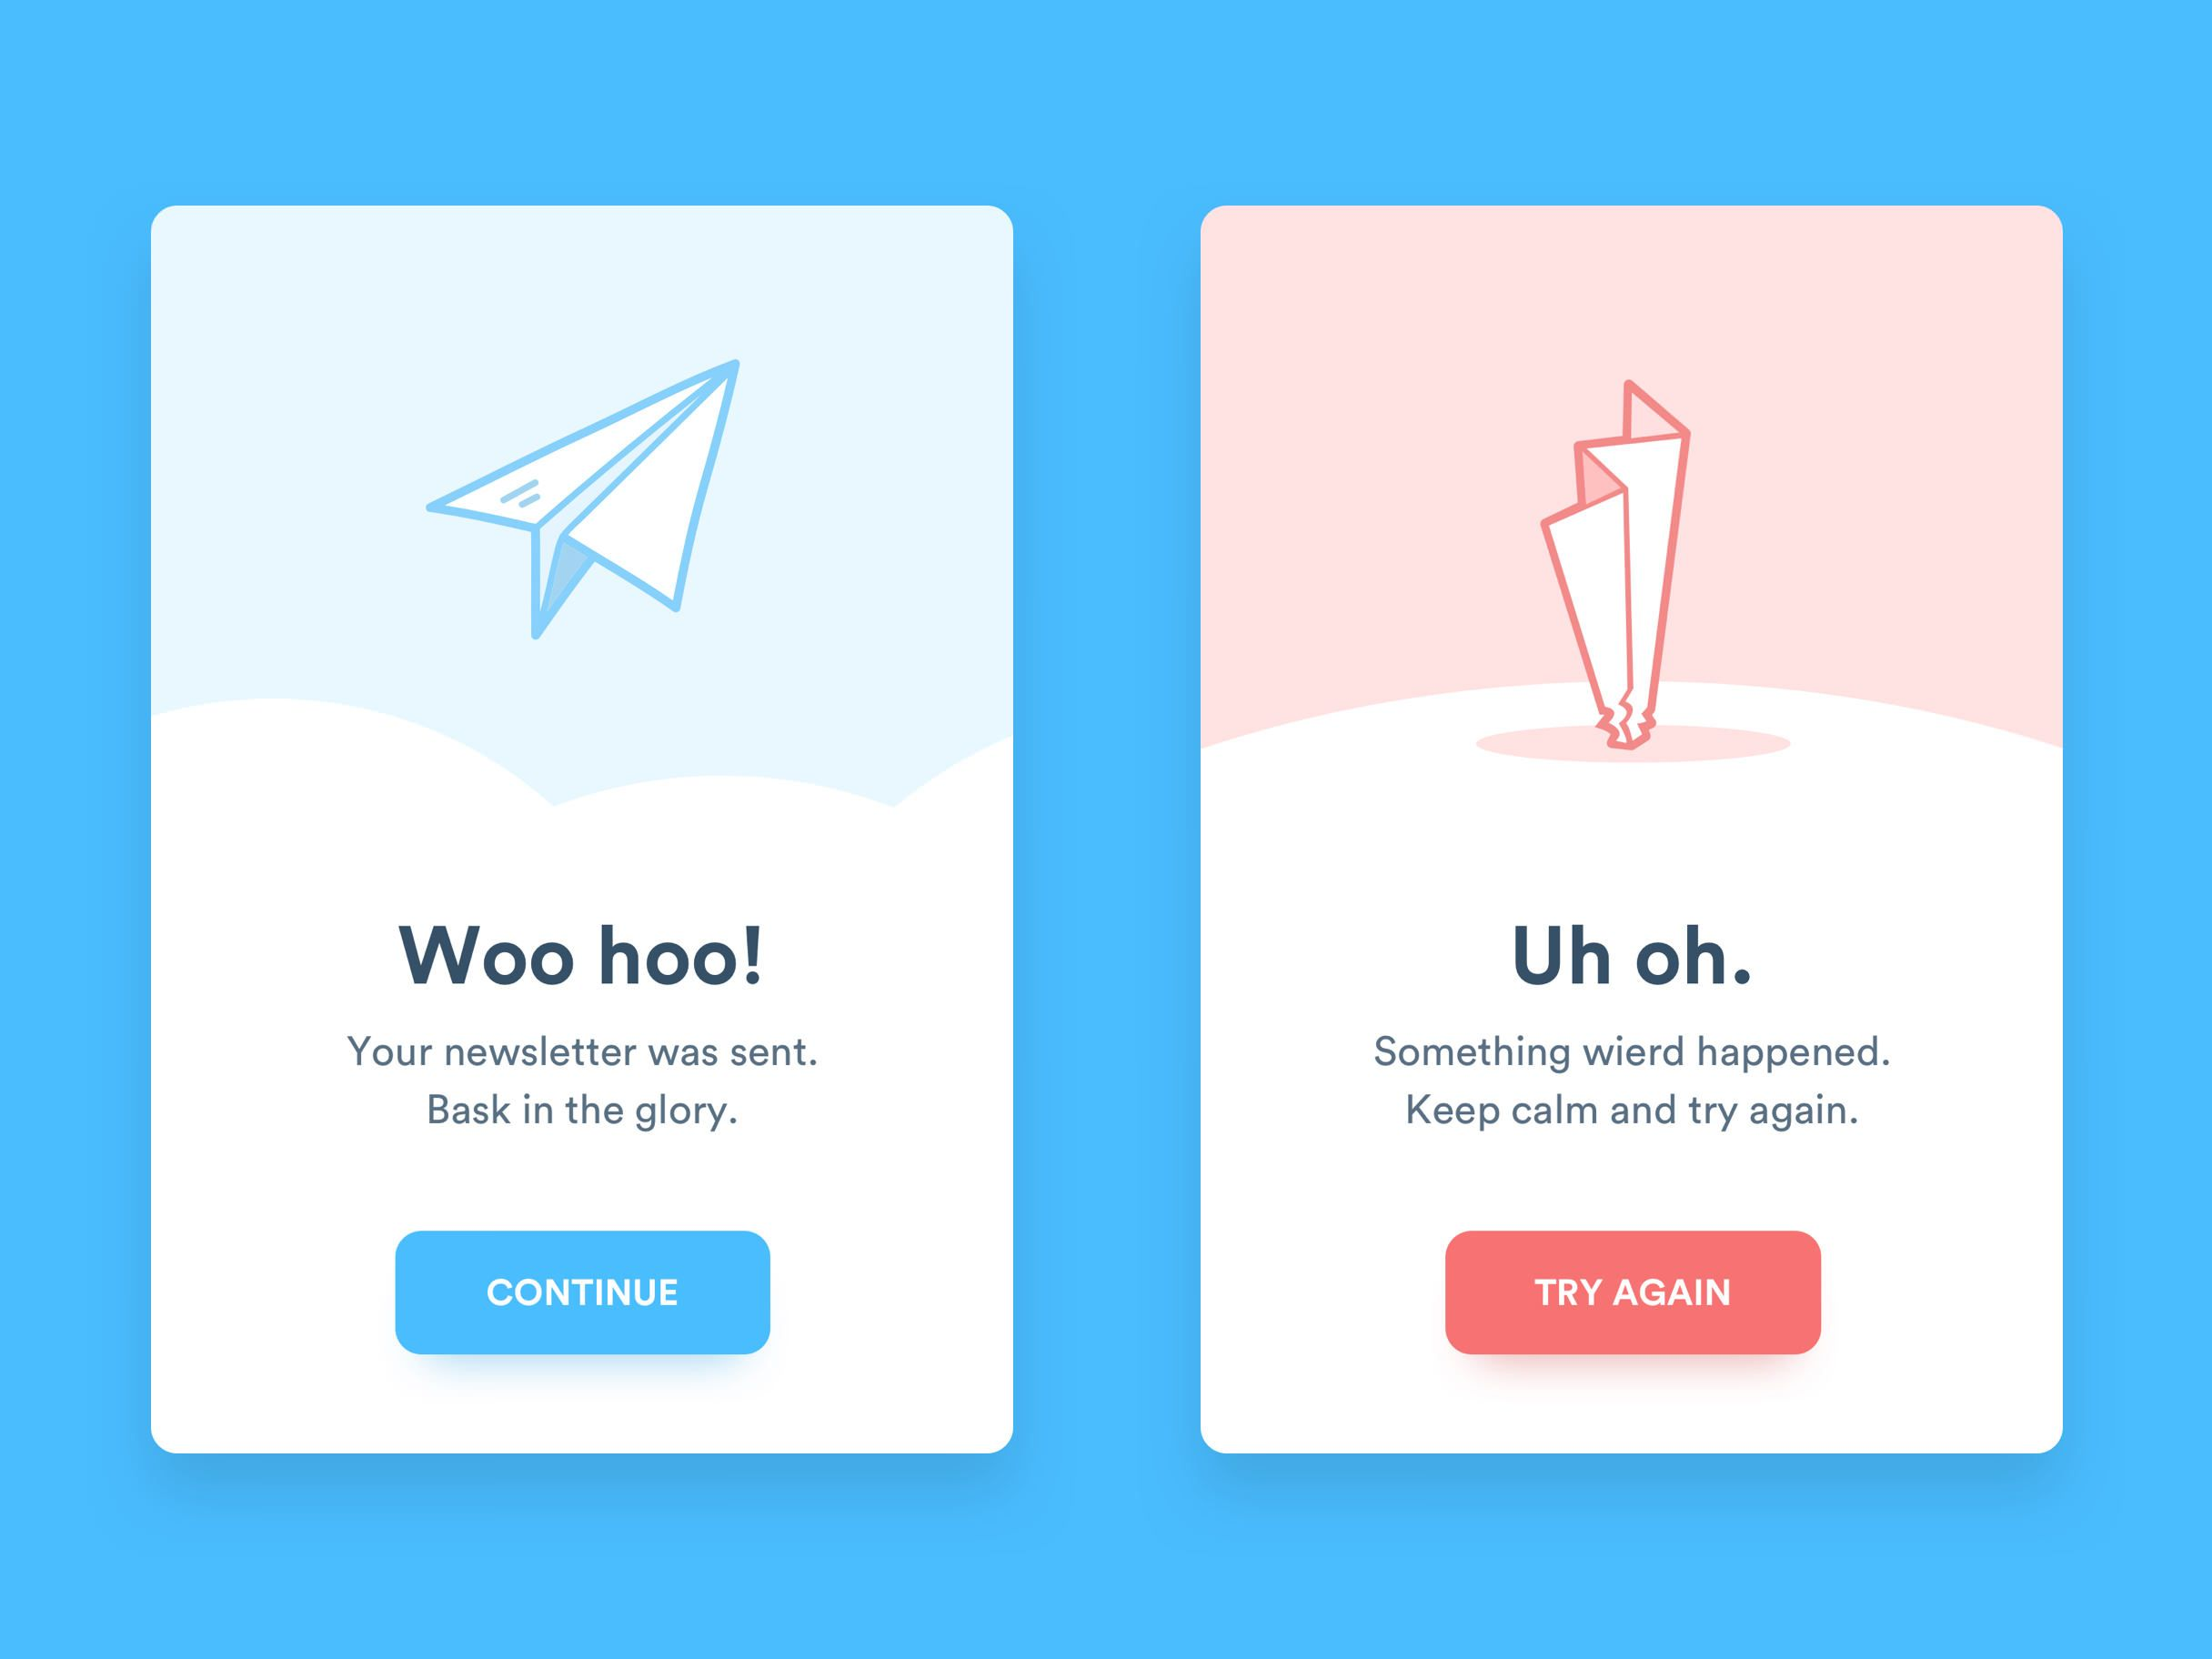 Woo hoo!
Your newsletter was sent.
Bask in the glory.
CONTINUE
Uh oh.
Something wierd happened.
Keep calm and try again.
TRY AGAIN